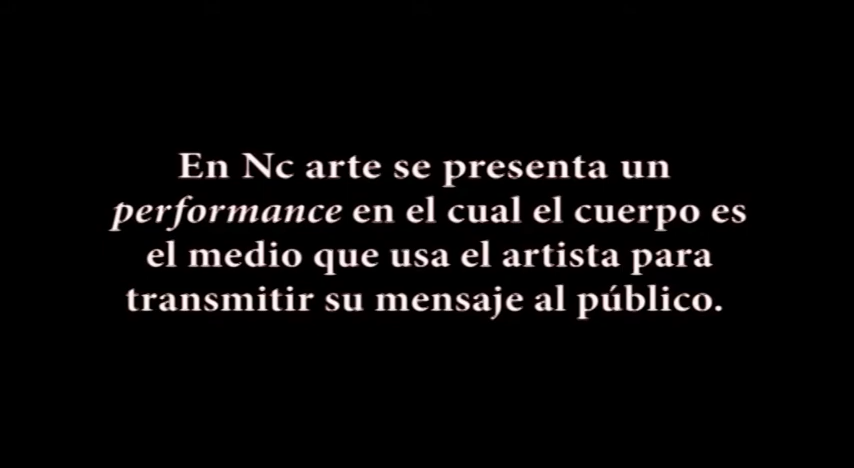 En Nc arte se presenta un
performance en el cual el cuerpo es
el medio que usa el artista para
transmitir su mensaje al público.